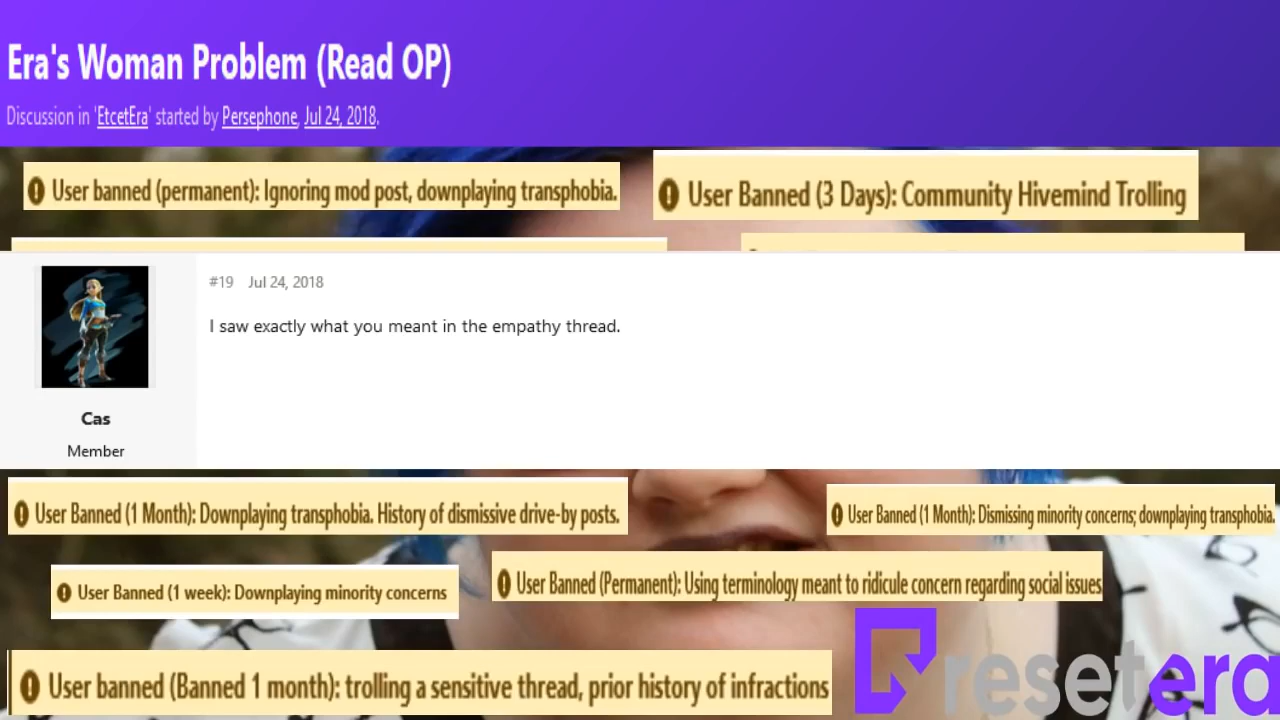 Era's Woman Problem (Read OP)
Discussion in 'EtcetEra' started by Persephone, Jul 24, 2018.
User banned (permanent): Ignoring mod post, downplaying transphobia.
User Banned (3 Days): Community Hivemind Trolling
#19 Jul 24, 2018
I saw exactly what you meant in the empathy thread.
Cas
Member
User Banned (1 Month): Downplaying transphobia. History of dismissive drive-by posts.
User Banned (1 Month): Dismissing minority concerns; downplaying transphobia.
User Banned (1 week): Downplaying minority concerns
User Banned (Permanent): Using terminology meant to ridicule concern regarding social issues
User banned (Banned 1 month): trolling a sensitive thread, prior history of infractions
resetera